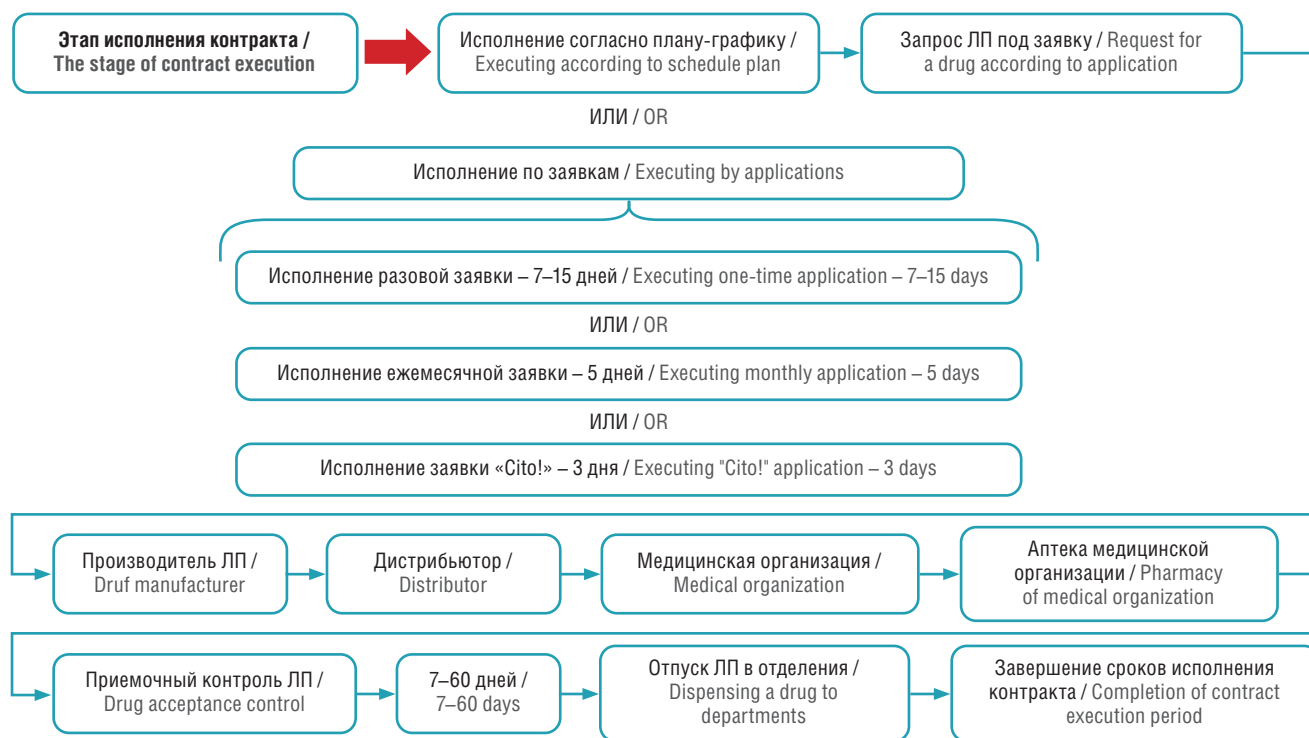 Этап исполнения контракта /
The stage of contract execution
Исполнение согласно плану-графику /
Executing according to schedule plan
Запрос ЛП под заявку / Request for
a drug according to application
ИЛИ / OR
Исполнение по заявкам / Executing by applications
Исполнение разовой заявки – 7–15 дней / Executing one-time application – 7–15 days
ИЛИ / OR
Исполнение ежемесячной заявки – 5 дней / Executing monthly application – 5 days
ИЛИ / OR
Исполнение заявки «Cito!» – 3 дня / Executing "Cito!" application – 3 days
Производитель ЛП /
Druf manufacturer
Дистрибьютор /
Distributor
Медицинская организация /
Medical organization
Аптека медицинской
организации / Pharmacy
of medical organization
Приемочный контроль ЛП /
Drug acceptance control
7–60 дней /
7–60 days
Отпуск ЛП в отделения /
Dispensing a drug to
departments
Завершение сроков исполнения
контракта / Completion of contract
execution period